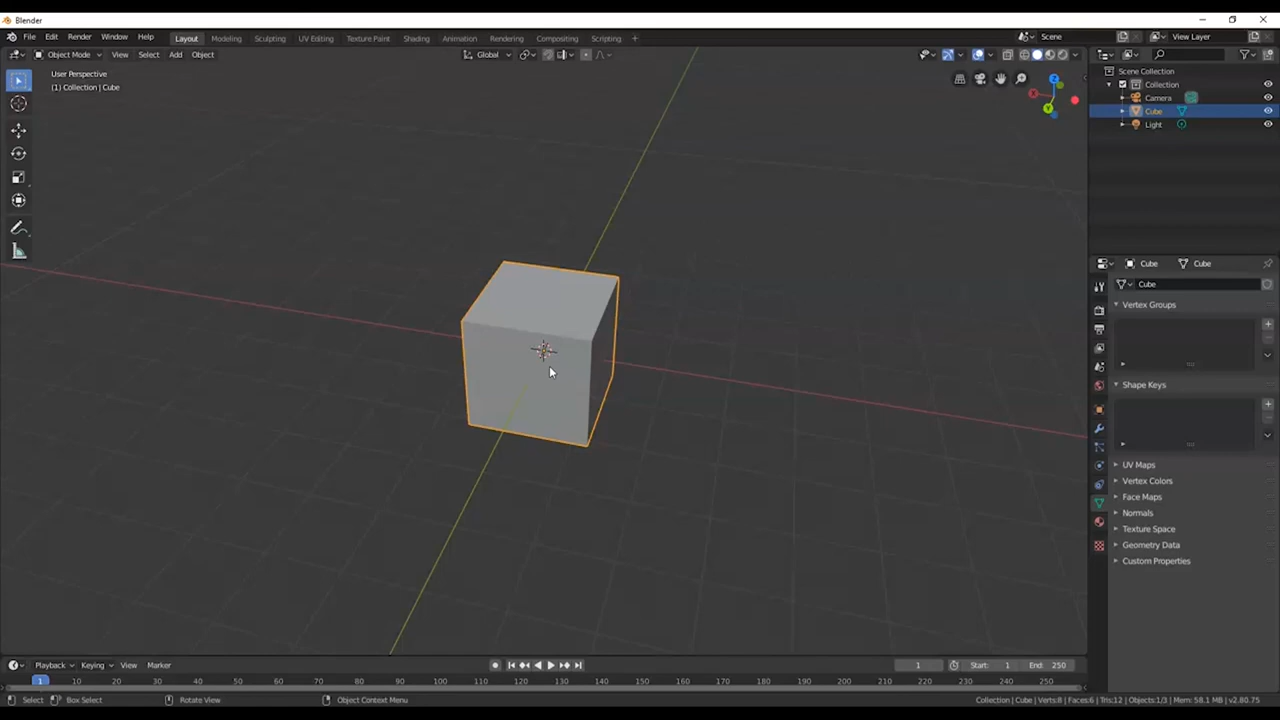 Blender
File Edit Render Window Help Layout Modeling Sculpting UV Editing Texture Paint Shading Animation Rendering Compositing Scripting + Scene View Layer
Object Mode View Select Add Object Global
User Perspective
(1) Collection | Cube
Scene Collection
Collection
Camera
Cube
Light
X
Y
Z
Cube Cube
Cube
Vertex Groups
Shape Keys
UV Maps
Vertex Colors
Face Maps
Normals
Texture Space
Geometry Data
Custom Properties
Playback Keying View Marker 1 Start: 1 End: 250
1 10 20 30 40 50 60 70 80 90 100 110 120 130 140 150 160 170 180 190 200 210 220 230 240 250
Select Box Select Rotate View Object Context Menu Collection | Cube | Verts:8 | Faces:6 | Tris:12 | Objects:1/3 | Mem: 58.1 MB | v2.80.75